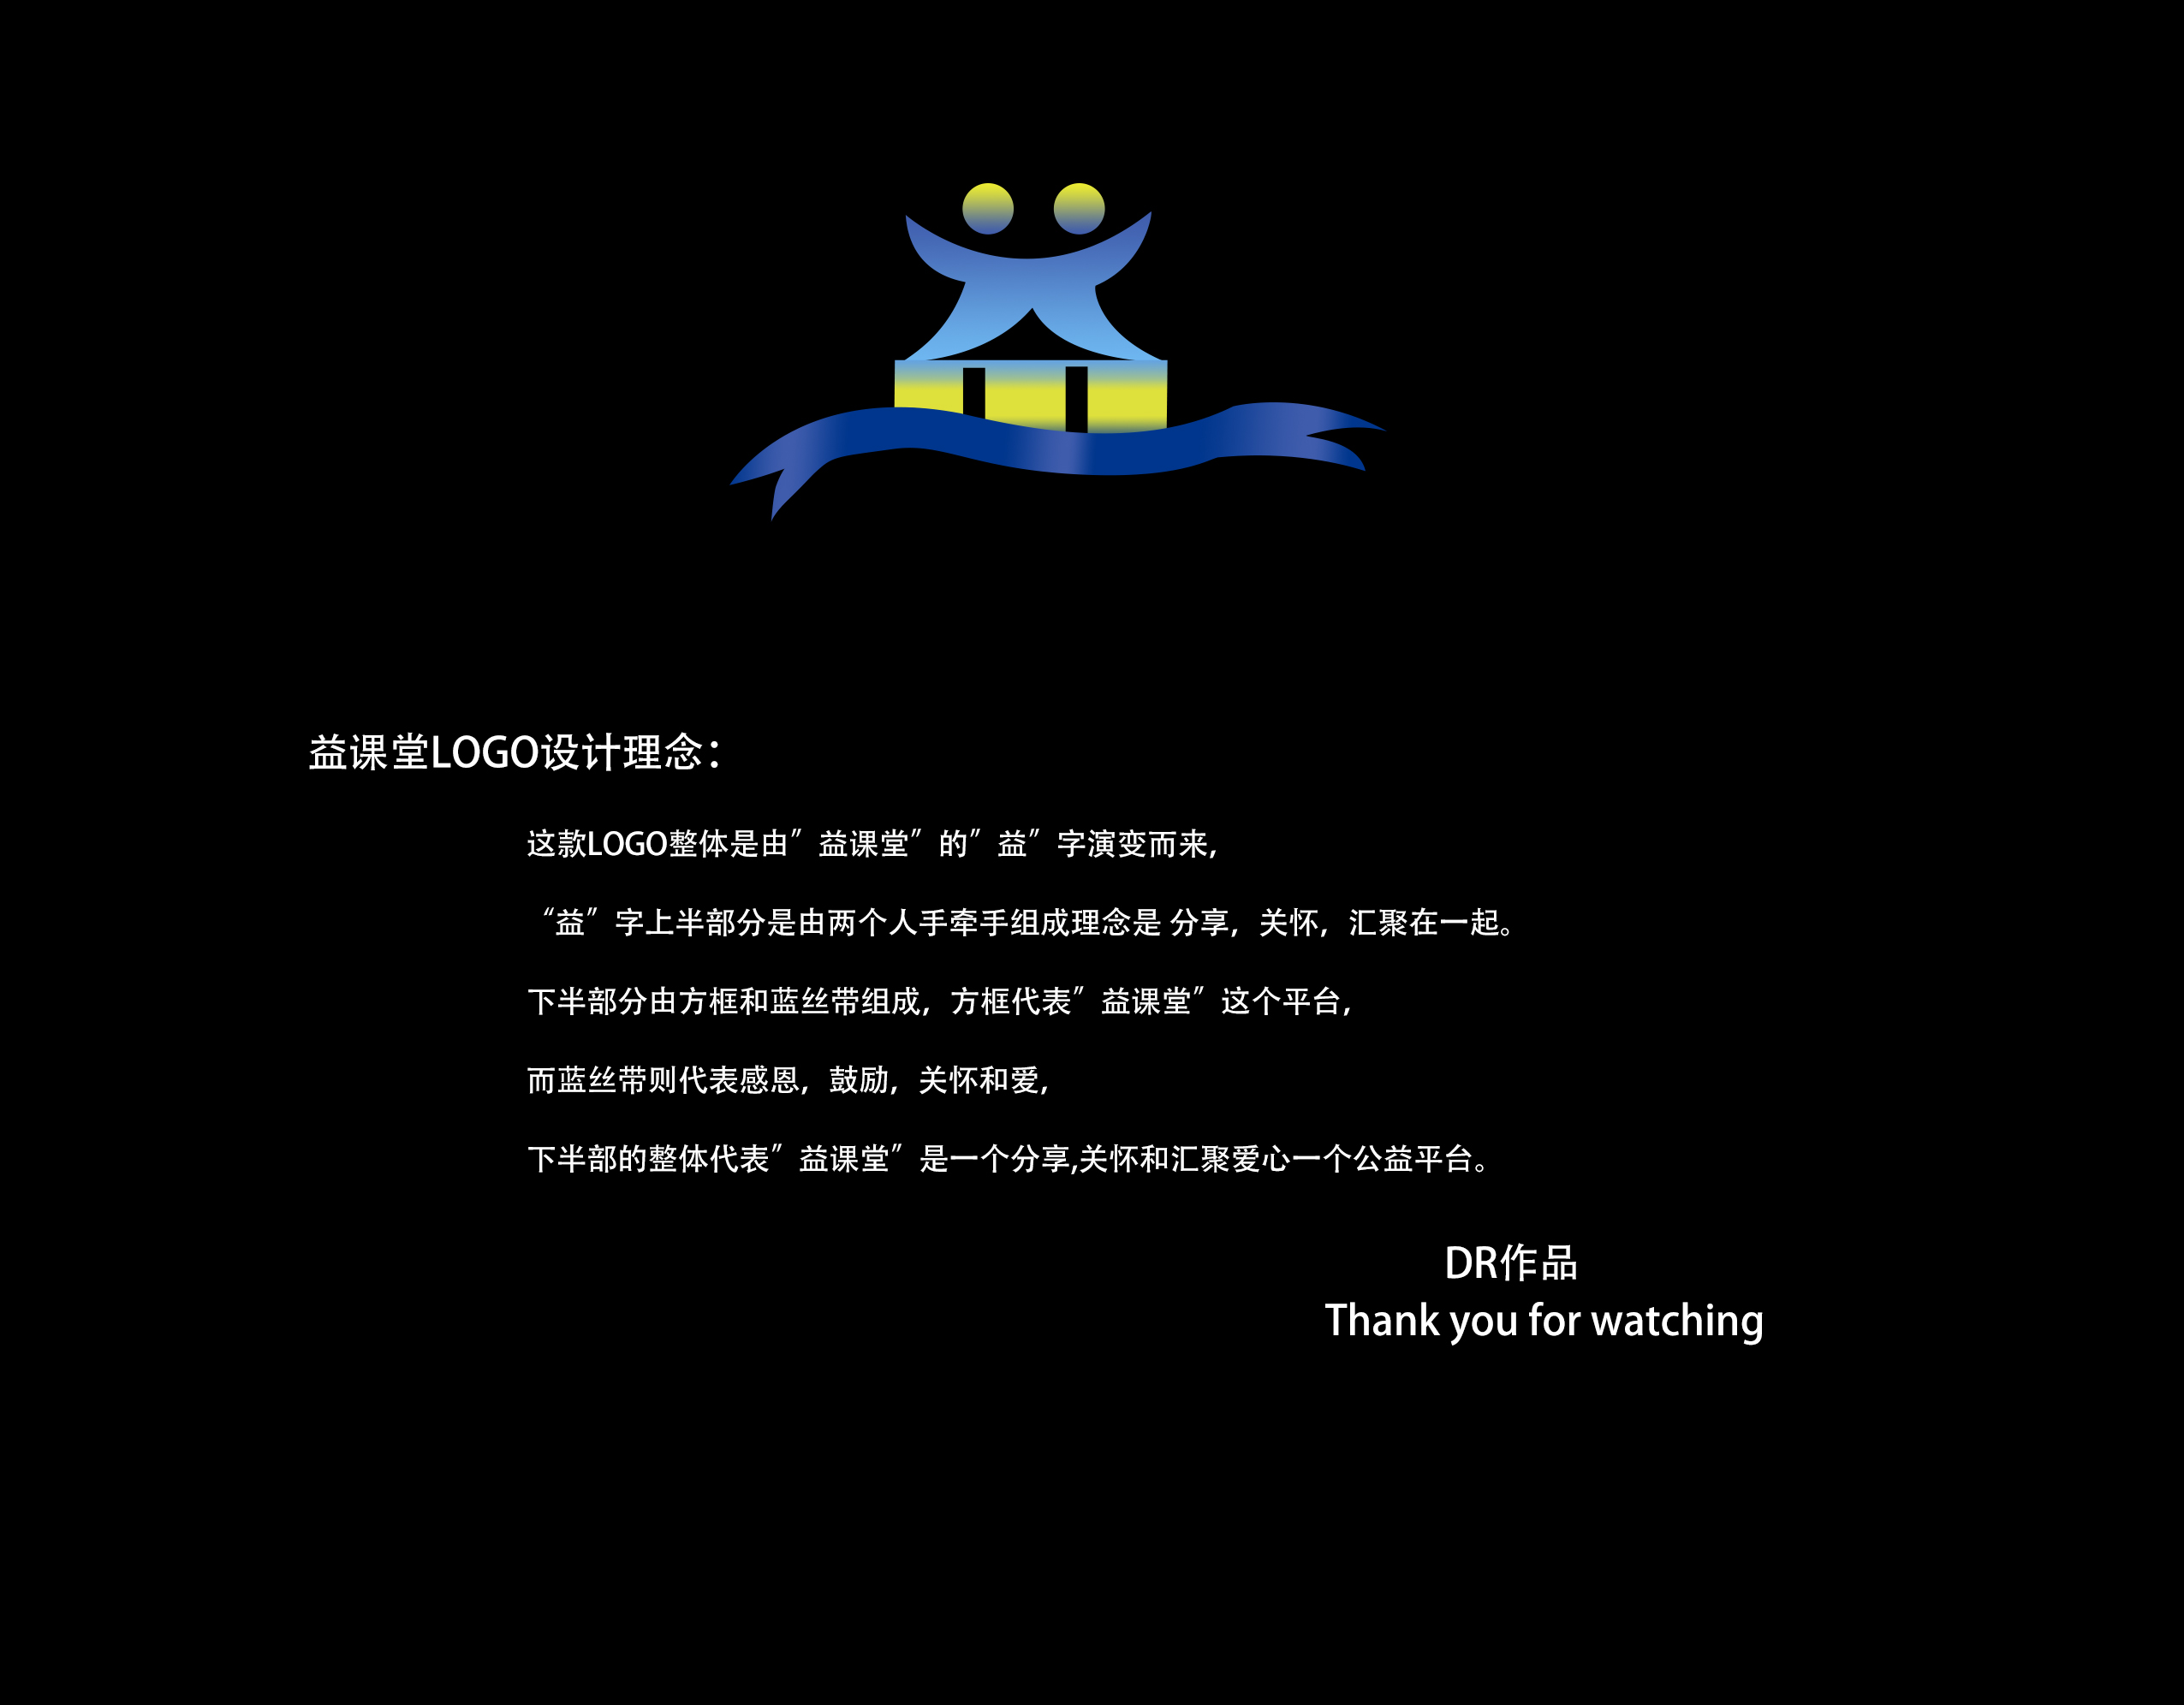 益课堂LOGO设计理念：
这款LOGO整体是由”益课堂”的”益”字演变而来，
“益”字上半部分是由两个人手牵手组成理念是 分享，关怀，汇聚在一起。
下半部分由方框和蓝丝带组成，方框代表”益课堂”这个平台，
而蓝丝带则代表感恩，鼓励，关怀和爱，
下半部的整体代表”益课堂”是一个分享,关怀和汇聚爱心一个公益平台。
DR作品
Thank you for watching